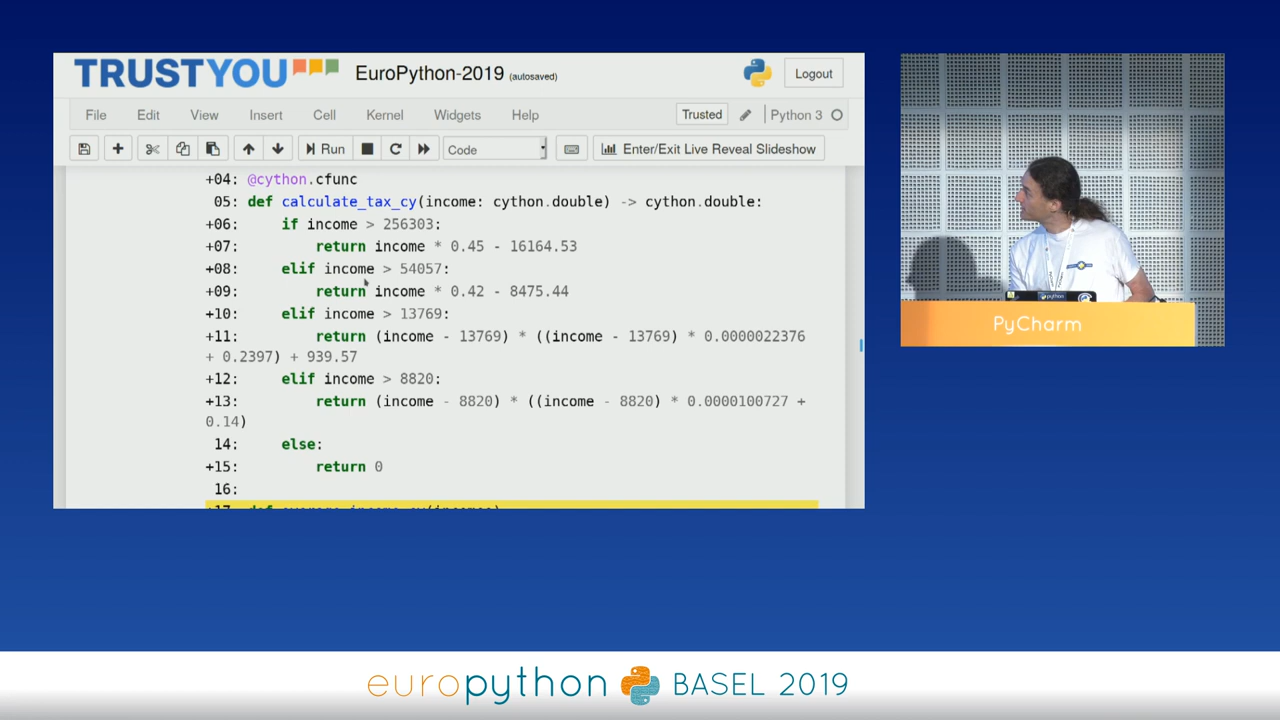 TRUSTYOU
EuroPython-2019 (autosaved)
Logout
File Edit View Insert Cell Kernel Widgets Help
Trusted
Python 3
Run
Code
Enter/Exit Live Reveal Slideshow
+04: @cython.cfunc
05: def calculate_tax_cy(income: cython.double) -> cython.double:
+06: if income > 256303:
+07: return income * 0.45 - 16164.53
+08: elif income > 54057:
+09: return income * 0.42 - 8475.44
+10: elif income > 13769:
+11: return (income - 13769) * ((income - 13769) * 0.0000022376
+ 0.2397) + 939.57
+12: elif income > 8820:
+13: return (income - 8820) * ((income - 8820) * 0.0000100727 +
0.14)
14: else:
+15: return 0
16:
+17: def average_income_cy(incomes)
python
PyCharm
europython BASEL 2019